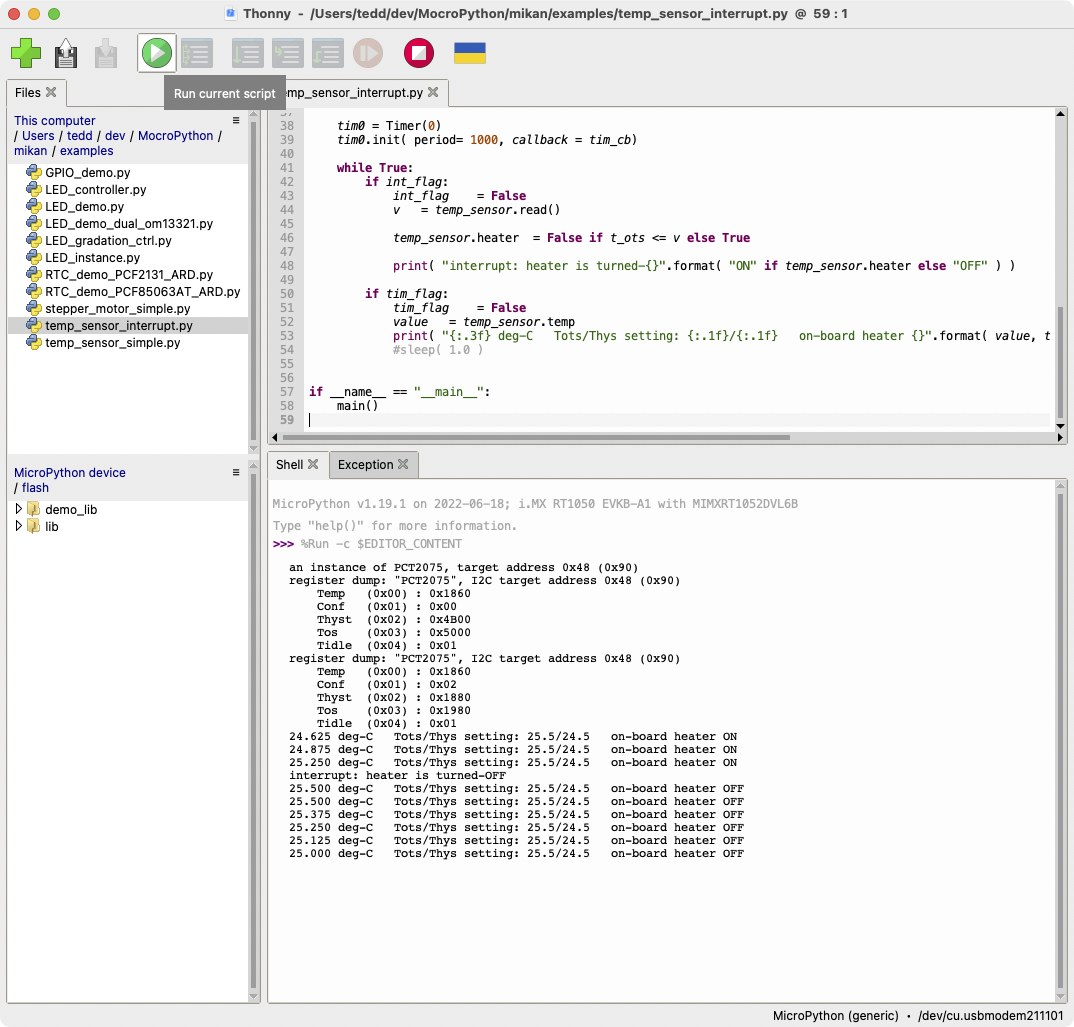 Thonny - /Users/tedd/dev/MocroPython/mikan/examples/temp_sensor_interrupt.py @ 59 : 1
Run current script
Files
mp_sensor_interrupt.py
This computer
/ Users / tedd / dev / MocroPython /
mikan / examples
GPIO_demo.py
LED_controller.py
LED_demo.py
LED_demo_dual_om13321.py
LED_gradation_ctrl.py
LED_instance.py
RTC_demo_PCF2131_ARD.py
RTC_demo_PCF85063AT_ARD.py
stepper_motor_simple.py
temp_sensor_interrupt.py
temp_sensor_simple.py
MicroPython device
/ flash
demo_lib
lib
37
38 tim0 = Timer(0)
39 tim0.init( period= 1000, callback = tim_cb)
40
41 while True:
42 if int_flag:
43 int_flag = False
44 v = temp_sensor.read()
45
46 temp_sensor.heater = False if t_ots <= v else True
47
48 print( "interrupt: heater is turned-{}".format( "ON" if temp_sensor.heater else "OFF" ) )
49
50 if tim_flag:
51 tim_flag = False
52 value = temp_sensor.temp
53 print( "{:.3f} deg-C Tots/Thys setting: {:.1f}/{:.1f} on-board heater {}".format( value, t
54 #sleep( 1.0 )
55
56
57 if __name__ == "__main__":
58 main()
59
Shell
Exception
MicroPython v1.19.1 on 2022-06-18; i.MX RT1050 EVKB-A1 with MIMXRT1052DVL6B
Type "help()" for more information.
>>> %Run -c $EDITOR_CONTENT
an instance of PCT2075, target address 0x48 (0x90)
register dump: "PCT2075", I2C target address 0x48 (0x90)
Temp (0x00) : 0x1860
Conf (0x01) : 0x00
Thyst (0x02) : 0x4B00
Tos (0x03) : 0x5000
Tidle (0x04) : 0x01
register dump: "PCT2075", I2C target address 0x48 (0x90)
Temp (0x00) : 0x1860
Conf (0x01) : 0x02
Thyst (0x02) : 0x1880
Tos (0x03) : 0x1980
Tidle (0x04) : 0x01
24.625 deg-C Tots/Thys setting: 25.5/24.5 on-board heater ON
24.875 deg-C Tots/Thys setting: 25.5/24.5 on-board heater ON
25.250 deg-C Tots/Thys setting: 25.5/24.5 on-board heater ON
interrupt: heater is turned-OFF
25.500 deg-C Tots/Thys setting: 25.5/24.5 on-board heater OFF
25.500 deg-C Tots/Thys setting: 25.5/24.5 on-board heater OFF
25.375 deg-C Tots/Thys setting: 25.5/24.5 on-board heater OFF
25.250 deg-C Tots/Thys setting: 25.5/24.5 on-board heater OFF
25.125 deg-C Tots/Thys setting: 25.5/24.5 on-board heater OFF
25.000 deg-C Tots/Thys setting: 25.5/24.5 on-board heater OFF
MicroPython (generic) • /dev/cu.usbmodem211101